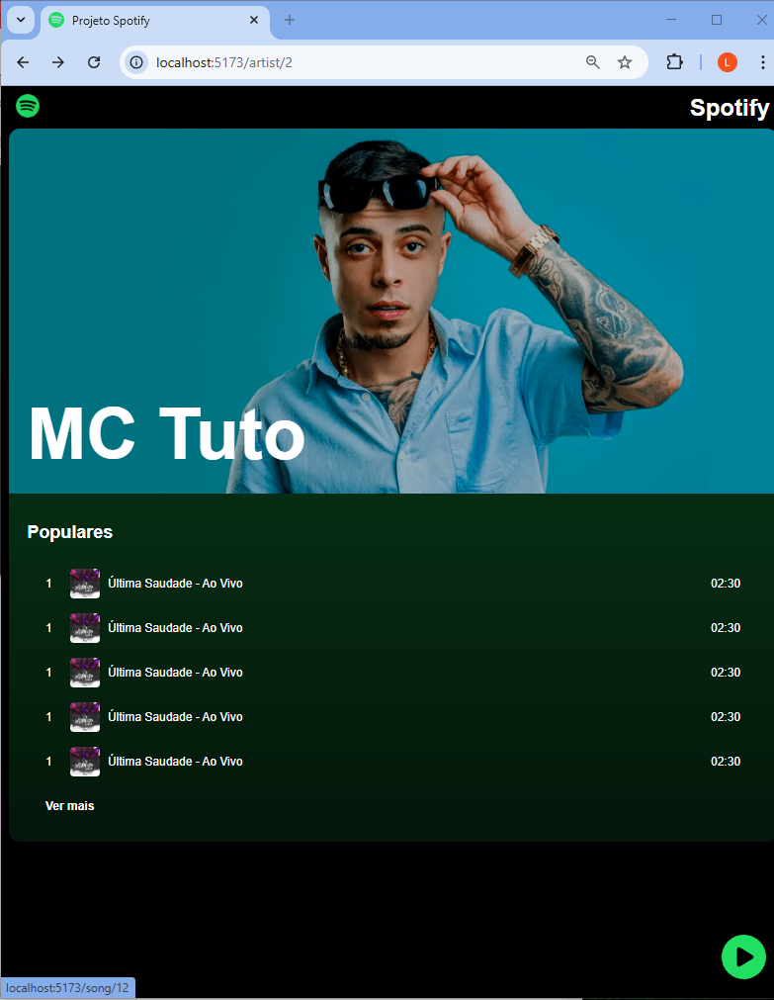 Projeto Spotify
localhost:5173/artist/2
L
Spotify
MC Tuto
Populares
1 Última Saudade - Ao Vivo 02:30
1 Última Saudade - Ao Vivo 02:30
1 Última Saudade - Ao Vivo 02:30
1 Última Saudade - Ao Vivo 02:30
1 Última Saudade - Ao Vivo 02:30
Ver mais
localhost:5173/song/12